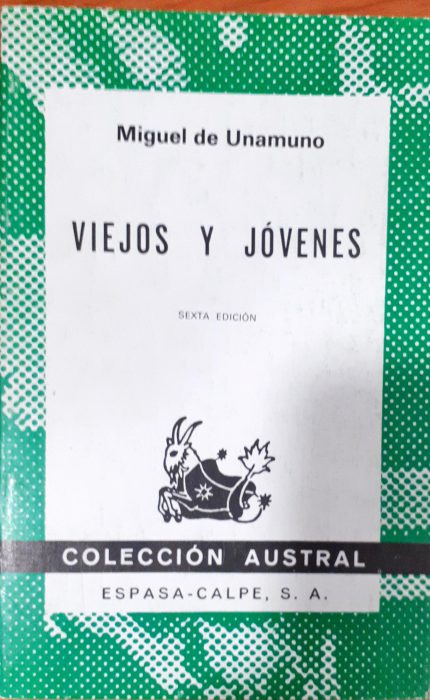 Miguel de Unamuno
VIEJOS Y JÓVENES
SEXTA EDICIÓN
COLECCIÓN AUSTRAL
ESPASA-CALPE, S. A.